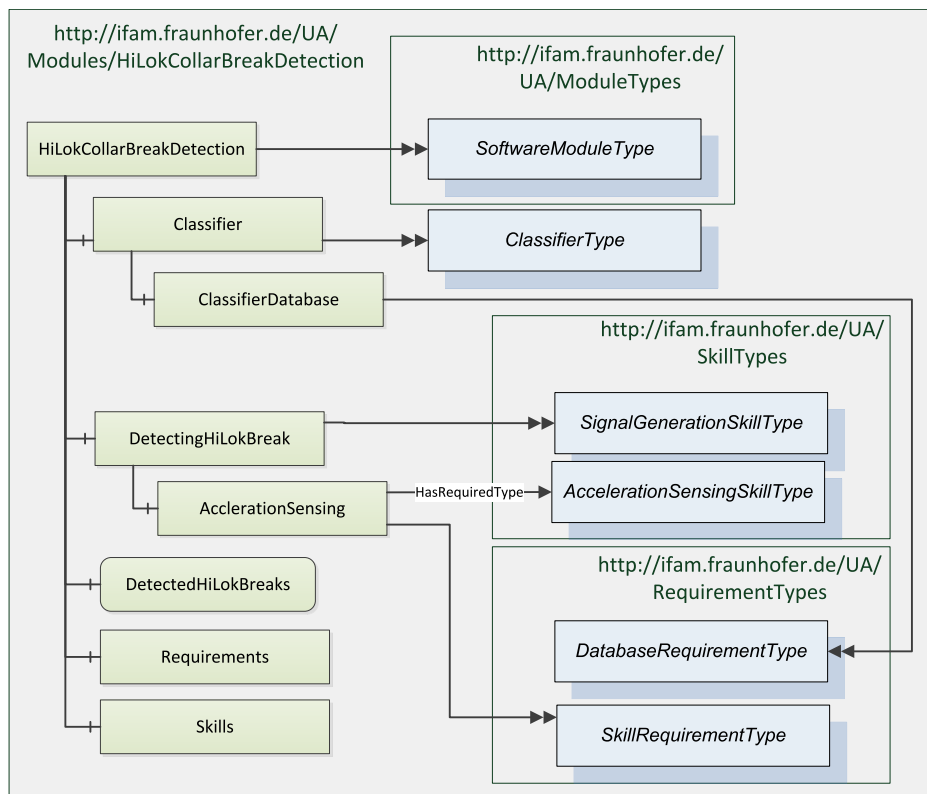 http://ifam.fraunhofer.de/UA/
Modules/HiLokCollarBreakDetection
http://ifam.fraunhofer.de/
UA/ModuleTypes
HiLokCollarBreakDetection
SoftwareModuleType
Classifier
ClassifierType
ClassifierDatabase
http://ifam.fraunhofer.de/UA/
SkillTypes
SignalGenerationSkillType
DetectingHiLokBreak
AccelerationSensingSkillType
HasRequiredType
AcclerationSensing
http://ifam.fraunhofer.de/UA/
RequirementTypes
DetectedHiLokBreaks
DatabaseRequirementType
Requirements
Skills
SkillRequirementType